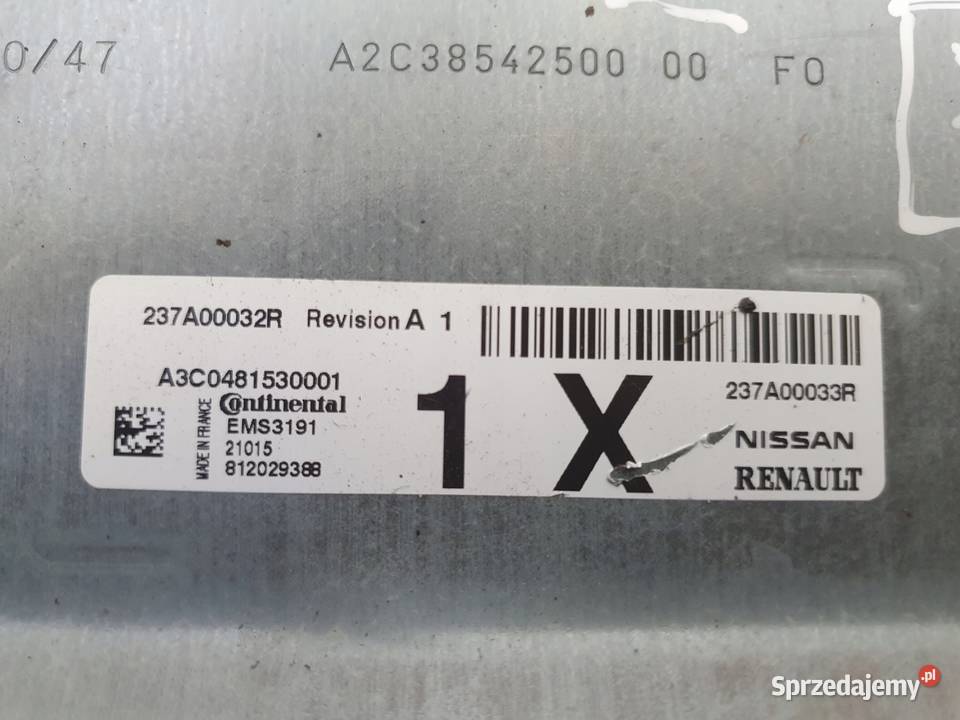 0/47 A2C38542500 00 F0
237A00032R Revision A 1
A3C0481530001
Continental
EMS3191
21015
812029388
MADE IN FRANCE
1 X
237A00033R
NISSAN
RENAULT
Sprzedajemy.pl